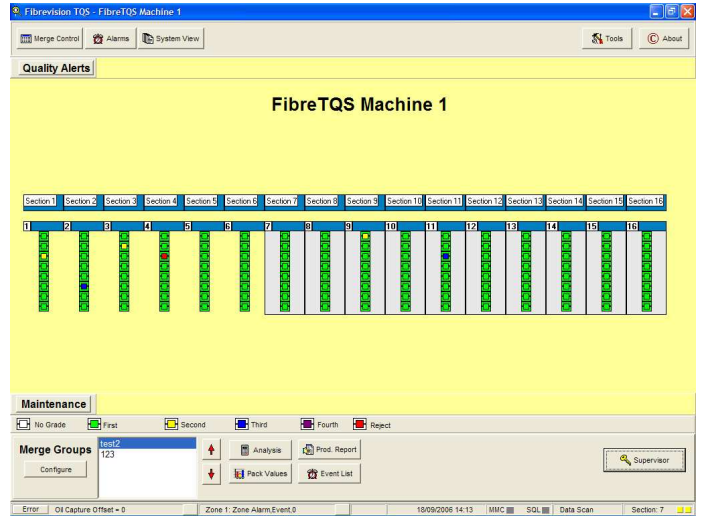 Fibrevision TQS - FibreTQS Machine 1
Merge Control Alarms System View Tools About
Quality Alerts
FibreTQS Machine 1
Section 1 Section 2 Section 3 Section 4 Section 5 Section 6 Section 7 Section 8 Section 9 Section 10 Section 11 Section 12 Section 13 Section 14 Section 15 Section 16
1 2 3 4 5 6 7 8 9 10 11 12 13 14 15 16
Maintenance
No Grade First Second Third Fourth Reject
Merge Groups
Configure
test2
123
Analysis Prod. Report
Pack Values Event List
Supervisor
Error Oil Capture Offset = 0 Zone 1: Zone Alarm,Event,0 18/09/2006 14:13 MMC SQL Data Scan Section: 7